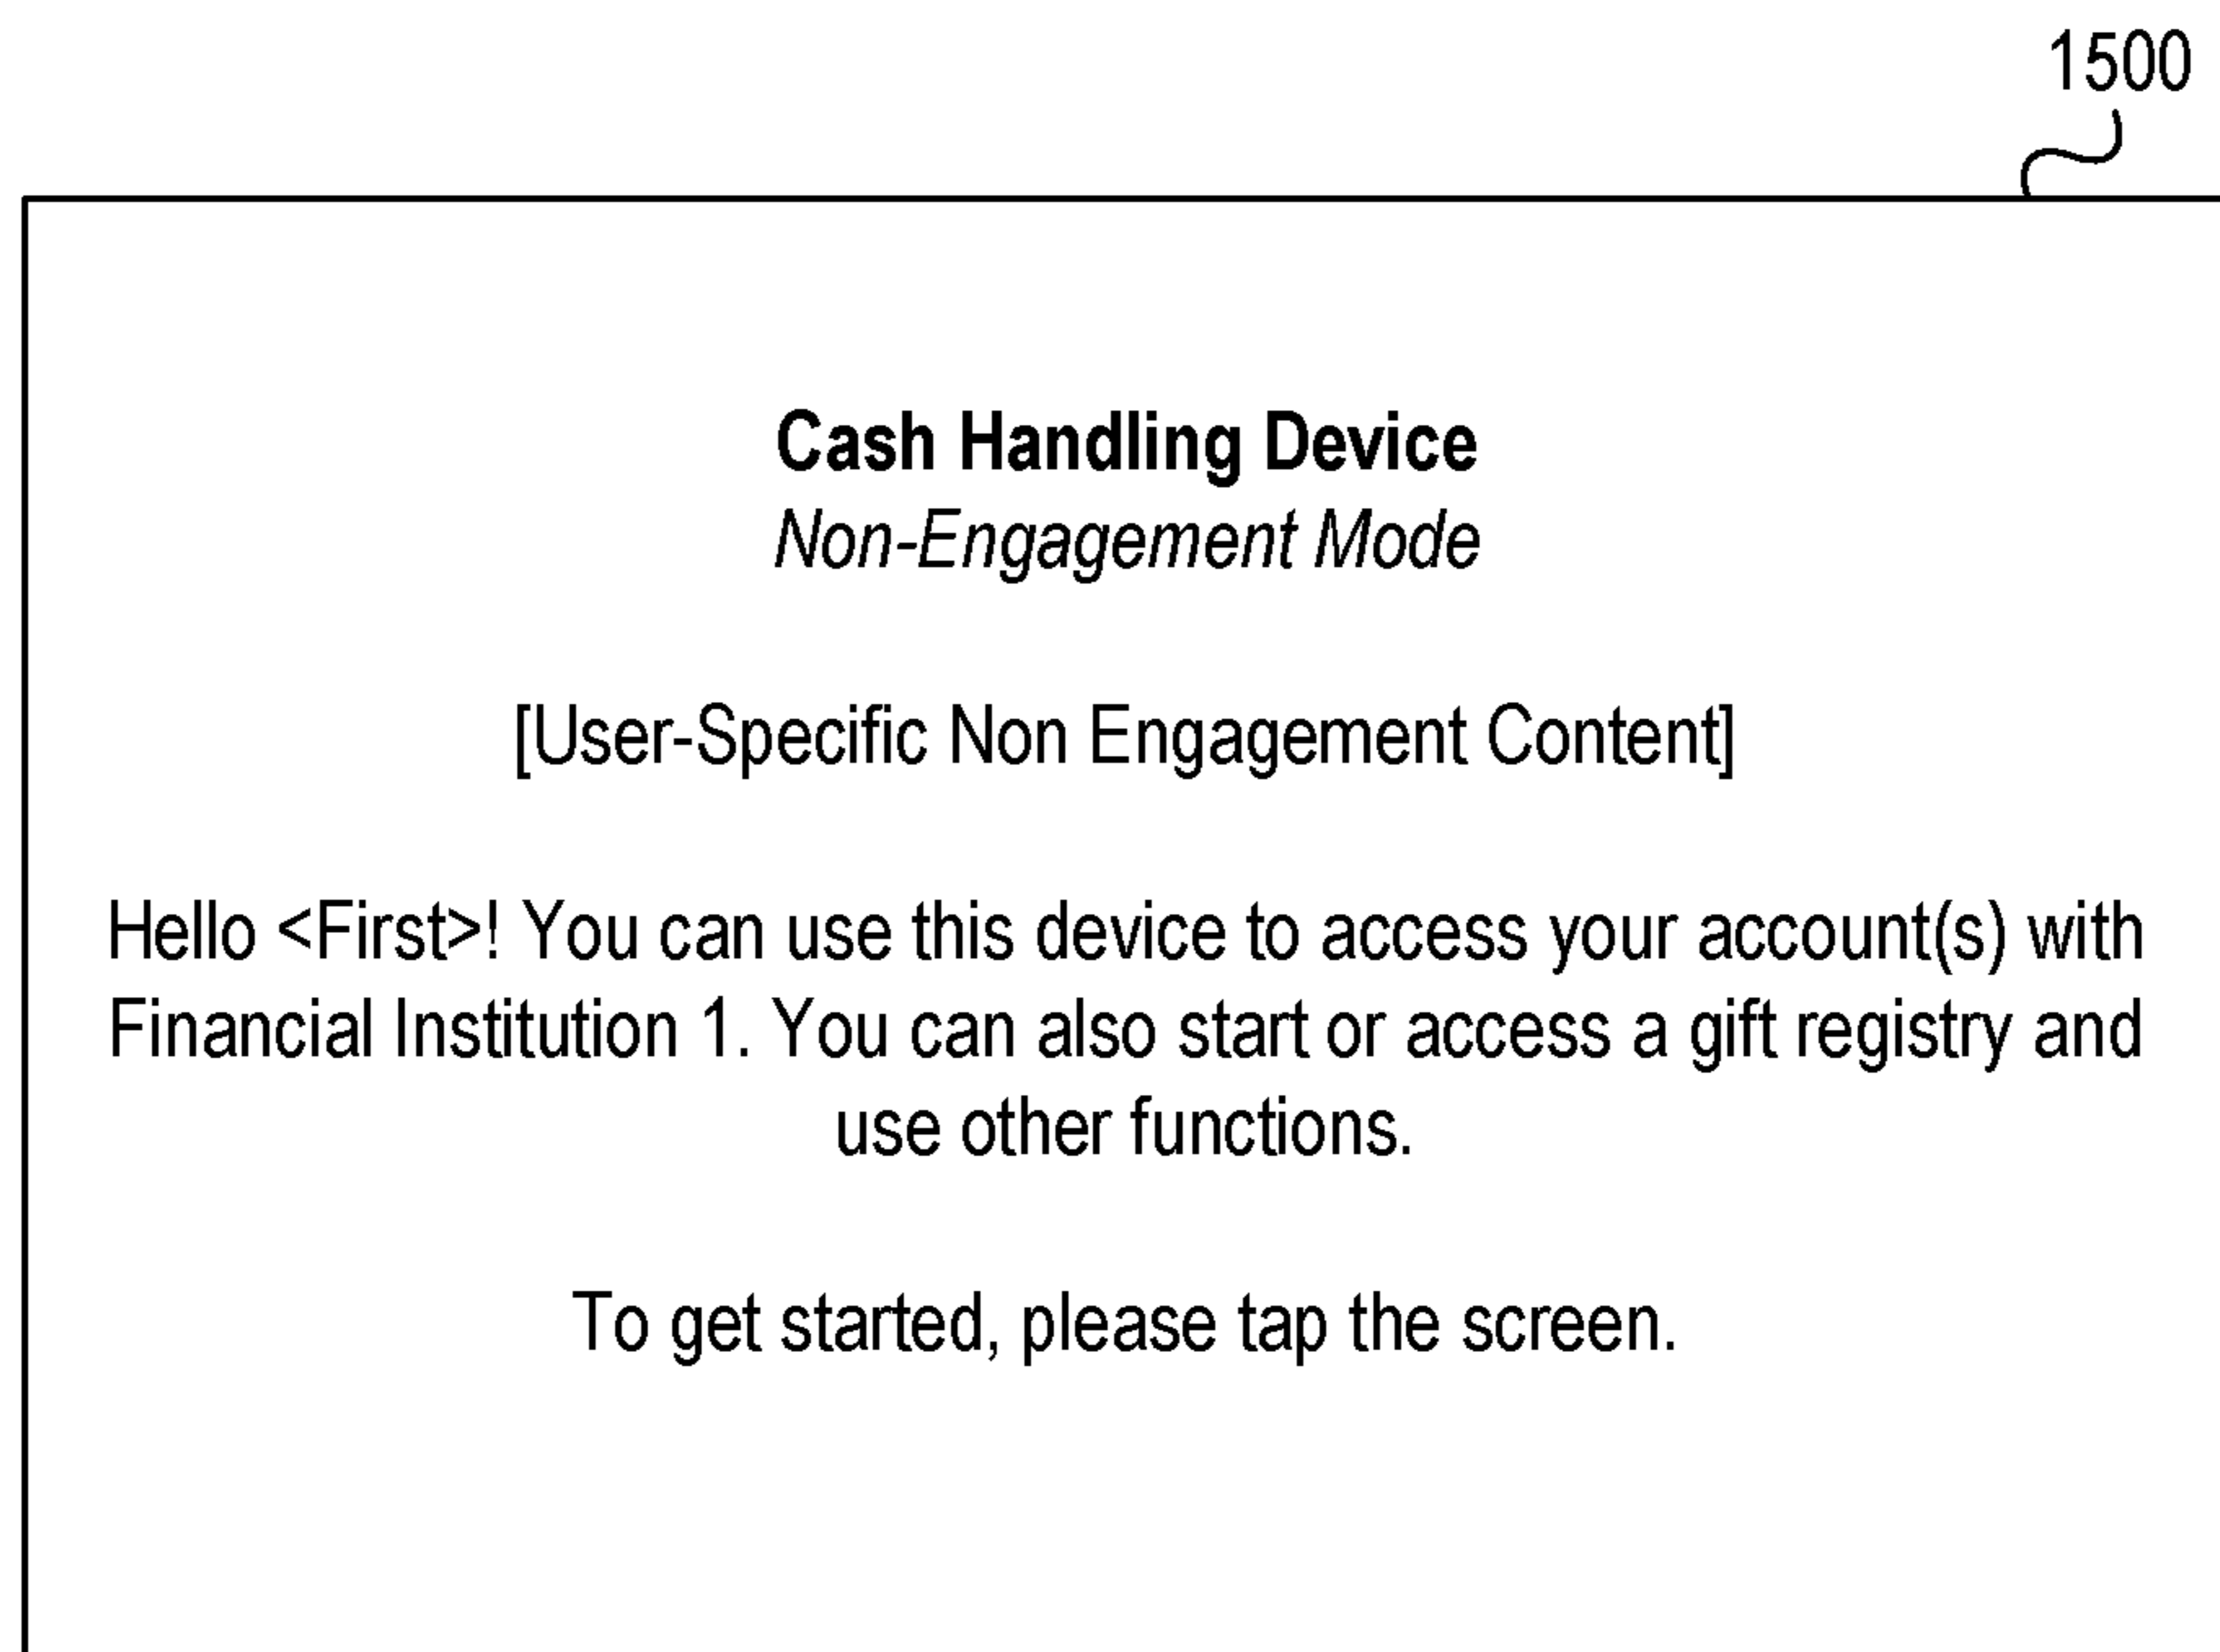 1500
Cash Handling Device
Non-Engagement Mode
[User-Specific Non Engagement Content]
Hello <First>! You can use this device to access your account(s) with
Financial Institution 1. You can also start or access a gift registry and
use other functions.
To get started, please tap the screen.